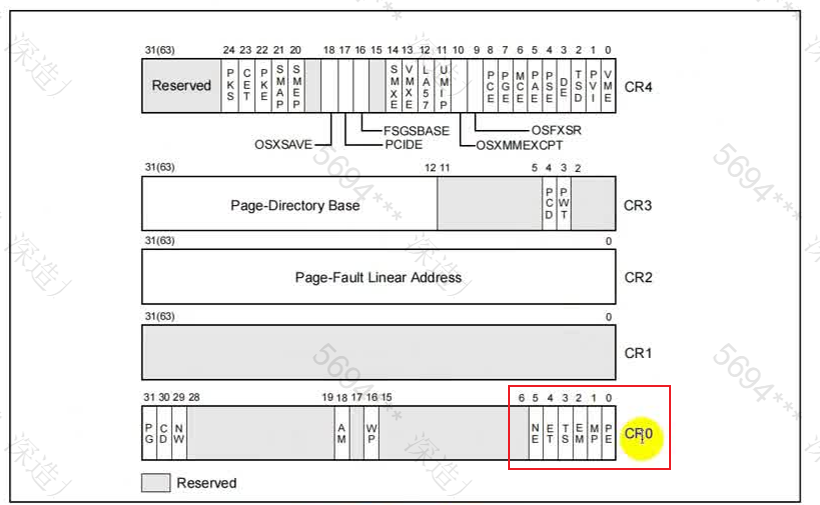 31(63) 24 23 22 21 20 18 17 16 15 14 13 12 11 10 9 8 7 6 5 4 3 2 1 0
Reserved PKS CET PKE SMAP SMEP SMXE VMXE LA57 UMIP PCE PGE MCE PAE PSE DE TSD PVI VME CR4
FSGSBASE OSFXSR
OSXSAVE PCIDE OSXMMEXCPT
31(63) 12 11 5 4 3 2
Page-Directory Base PCD PWT CR3
31(63) 0
Page-Fault Linear Address CR2
31(63) 0
CR1
31 30 29 28 19 18 17 16 15 6 5 4 3 2 1 0
PG CD NW AM WP NE ET TS EM MP PE CR0
Reserved
5694***
5694***
5694***
5694***
深造
深造
深造
深造
深造
深造